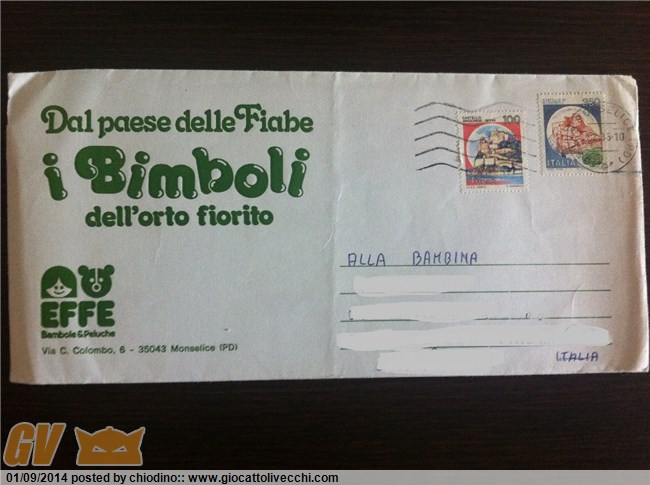 Dal paese delle Fiabe
i Bimboli
dell'orto fiorito
EFFE
Bambole & Peluche
Via C. Colombo, 6 - 35043 Monselice (PD)
100
350
ITALIA
ALLA BAMBINA
ITALIA
GV
01/09/2014 posted by chiodino:: www.giocattolivecchi.com